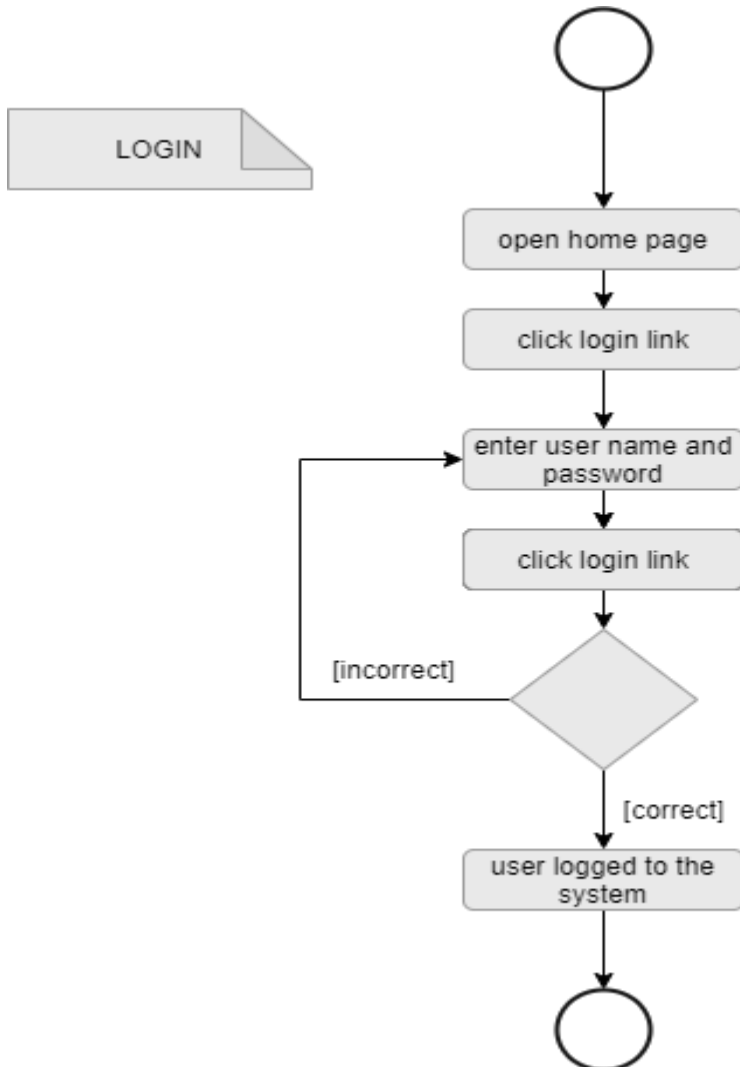 LOGIN
open home page
click login link
enter user name and
password
click login link
[incorrect]
[correct]
user logged to the
system